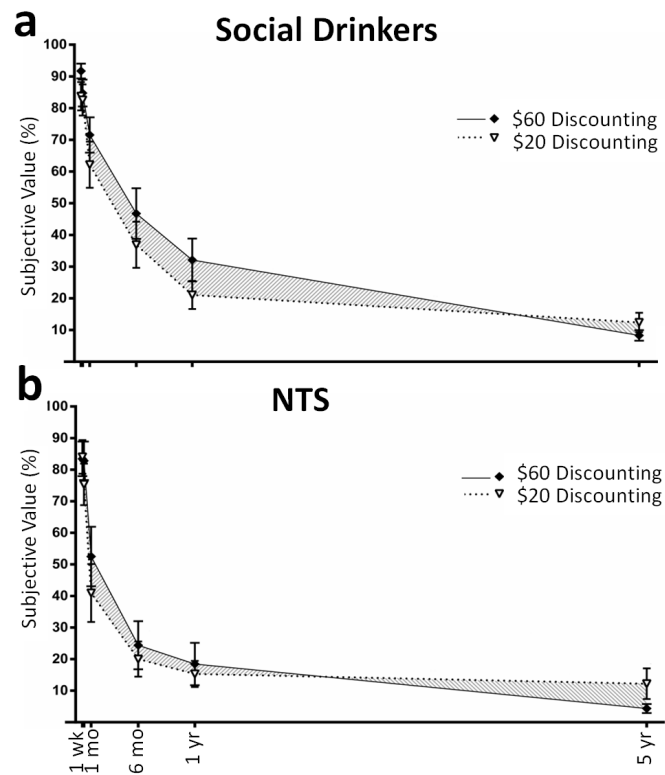 a
Social Drinkers
100
90
80
70
60
50
40
30
20
10
Subjective Value (%)
$60 Discounting
$20 Discounting
b
NTS
100
90
80
70
60
50
40
30
20
10
Subjective Value (%)
$60 Discounting
$20 Discounting
1 wk
1 mo
6 mo
1 yr
5 yr